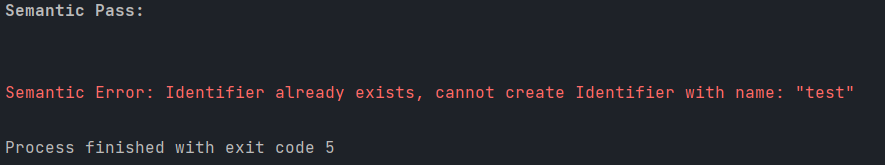 Semantic Pass:
Semantic Error: Identifier already exists, cannot create Identifier with name: "test"
Process finished with exit code 5